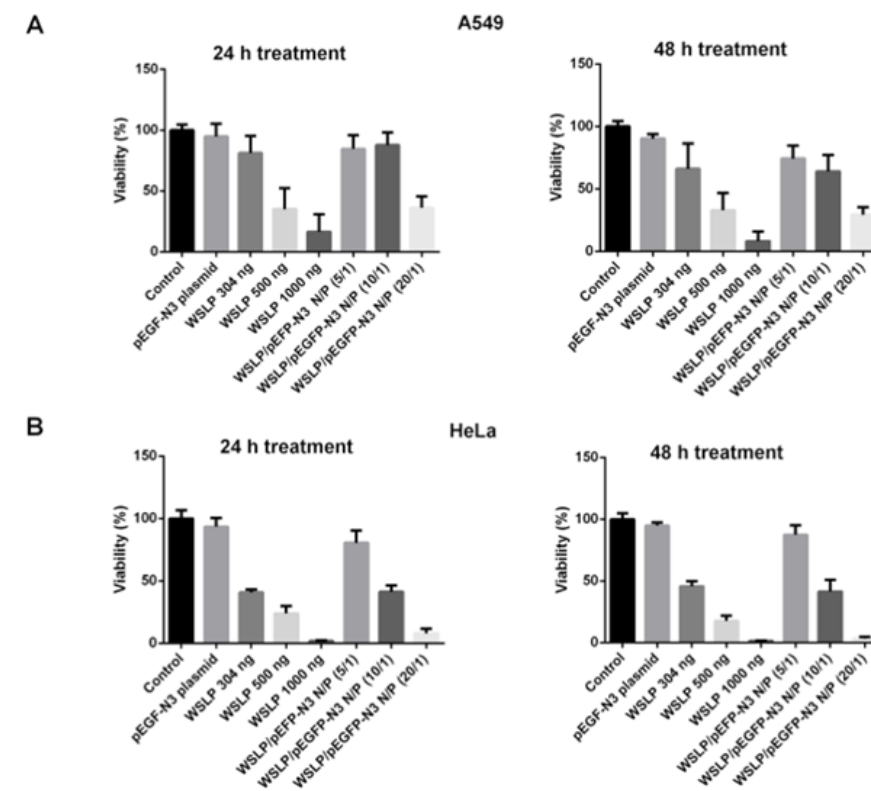 A
A549
24 h treatment
48 h treatment
Viability (%)
150
100
50
0
Control
pEGF-N3 plasmid
WSLP 304 ng
WSLP 500 ng
WSLP 1000 ng
WSLP/pEFP-N3 N/P (5/1)
WSLP/pEGFP-N3 N/P (10/1)
WSLP/pEGFP-N3 N/P (20/1)
Viability (%)
150
100
50
0
Control
pEGF-N3 plasmid
WSLP 304 ng
WSLP 500 ng
WSLP 1000 ng
WSLP/pEFP-N3 N/P (5/1)
WSLP/pEGFP-N3 N/P (10/1)
WSLP/pEGFP-N3 N/P (20/1)
B
HeLa
24 h treatment
48 h treatment
Viability (%)
150
100
50
0
Control
pEGF-N3 plasmid
WSLP 304 ng
WSLP 500 ng
WSLP 1000 ng
WSLP/pEFP-N3 N/P (5/1)
WSLP/pEGFP-N3 N/P (10/1)
WSLP/pEGFP-N3 N/P (20/1)
Viability (%)
150
100
50
0
Control
pEGF-N3 plasmid
WSLP 304 ng
WSLP 500 ng
WSLP 1000 ng
WSLP/pEFP-N3 N/P (5/1)
WSLP/pEGFP-N3 N/P (10/1)
WSLP/pEGFP-N3 N/P (20/1)